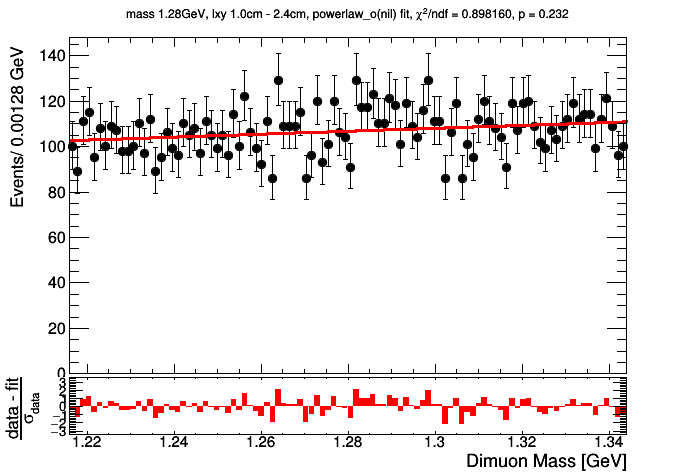 mass 1.28GeV, lxy 1.0cm - 2.4cm, powerlaw_o(nil) fit, χ²/ndf = 0.898160, p = 0.232
Events/ 0.00128 GeV
140
120
100
80
60
40
20
0
data - fit
σdata
3
2
1
0
−1
−2
−3
1.22 1.24 1.26 1.28 1.3 1.32 1.34
Dimuon Mass [GeV]